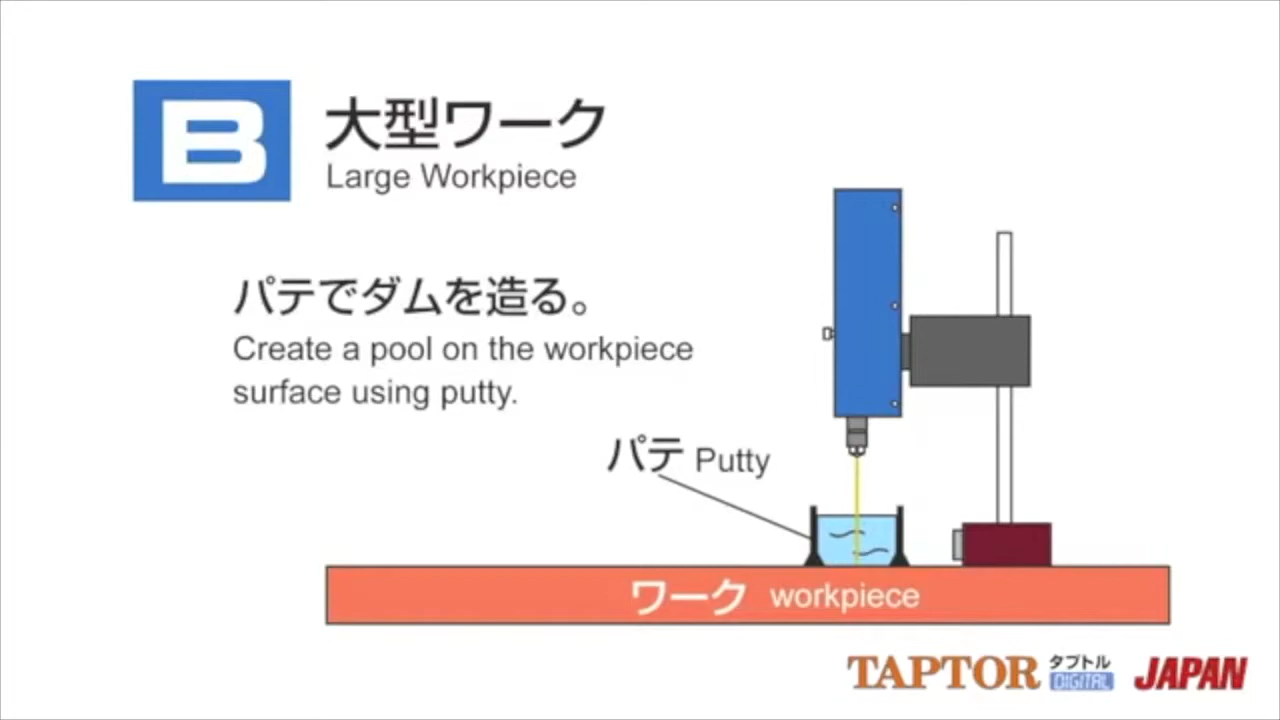 B
大型ワーク
Large Workpiece
パテでダムを造る。
Create a pool on the workpiece
surface using putty.
パテ Putty
ワーク workpiece
TAPTOR タプトル DIGITAL JAPAN